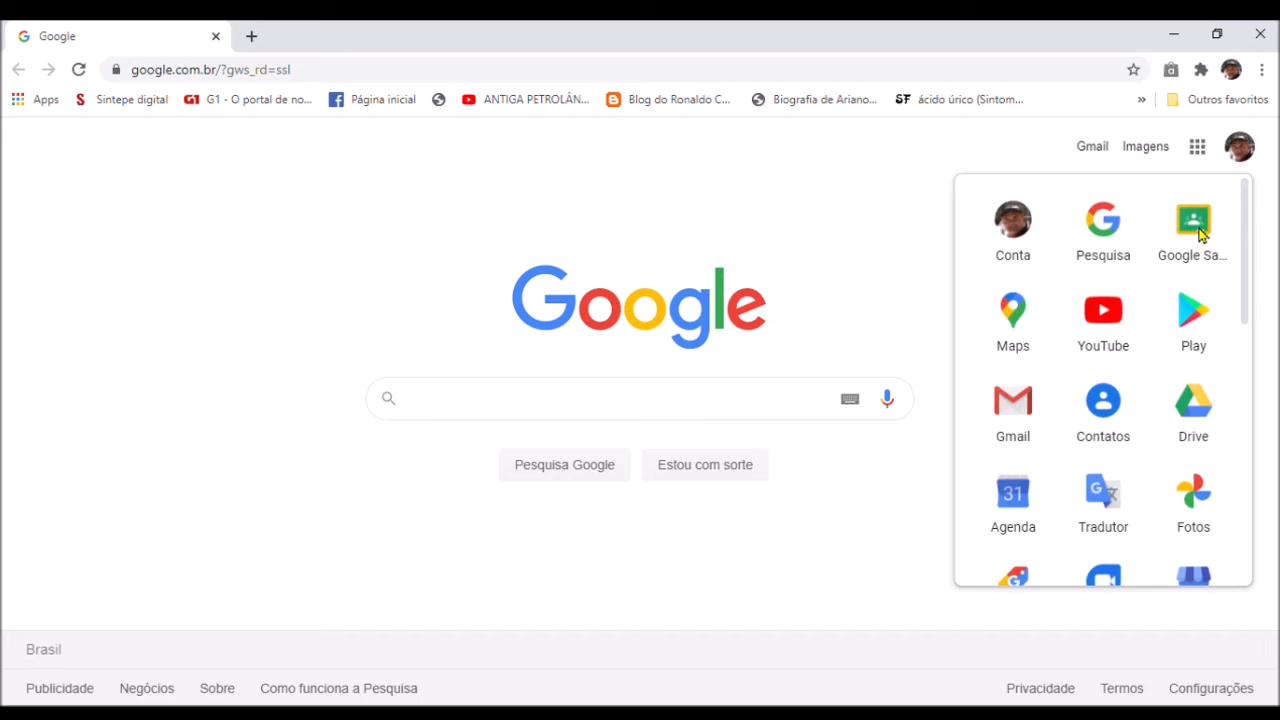 Google
google.com.br/?gws_rd=ssl
Apps
Sintepe digital
G1 - O portal de no...
Página inicial
ANTIGA PETROLÂN...
Blog do Ronaldo C...
Biografia de Ariano...
ácido úrico (Sintom...
»
Outros favoritos
Gmail
Imagens
Conta
Pesquisa
Google Sa...
Maps
YouTube
Play
Gmail
Contatos
Drive
31
Agenda
Tradutor
Fotos
Google
Pesquisa Google
Estou com sorte
Brasil
Publicidade
Negócios
Sobre
Como funciona a Pesquisa
Privacidade
Termos
Configurações